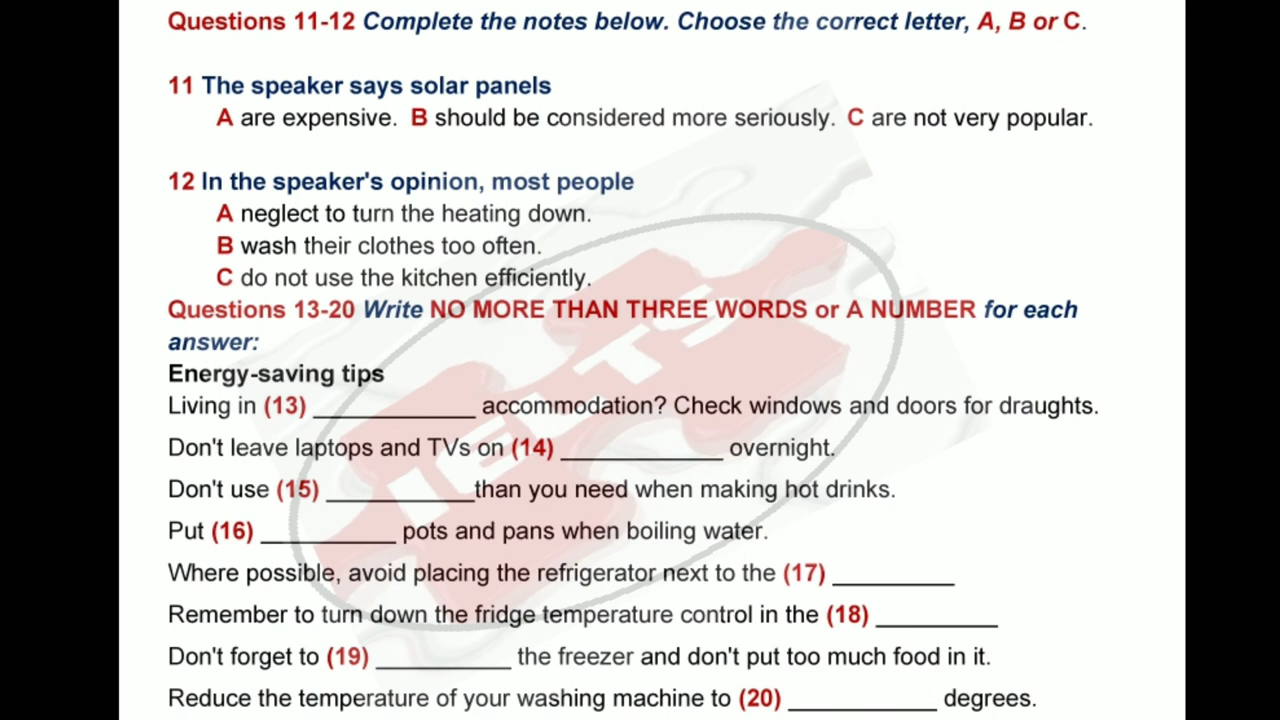 Questions 11-12 Complete the notes below. Choose the correct letter, A, B or C.
11 The speaker says solar panels
A are expensive. B should be considered more seriously. C are not very popular.
12 In the speaker's opinion, most people
A neglect to turn the heating down.
B wash their clothes too often.
C do not use the kitchen efficiently.
Questions 13-20 Write NO MORE THAN THREE WORDS or A NUMBER for each
answer:
Energy-saving tips
Living in (13) ____________ accommodation? Check windows and doors for draughts.
Don't leave laptops and TVs on (14) ____________ overnight.
Don't use (15) ___________than you need when making hot drinks.
Put (16) __________ pots and pans when boiling water.
Where possible, avoid placing the refrigerator next to the (17) _________
Remember to turn down the fridge temperature control in the (18) _________
Don't forget to (19) __________ the freezer and don't put too much food in it.
Reduce the temperature of your washing machine to (20) ___________ degrees.
IELTS